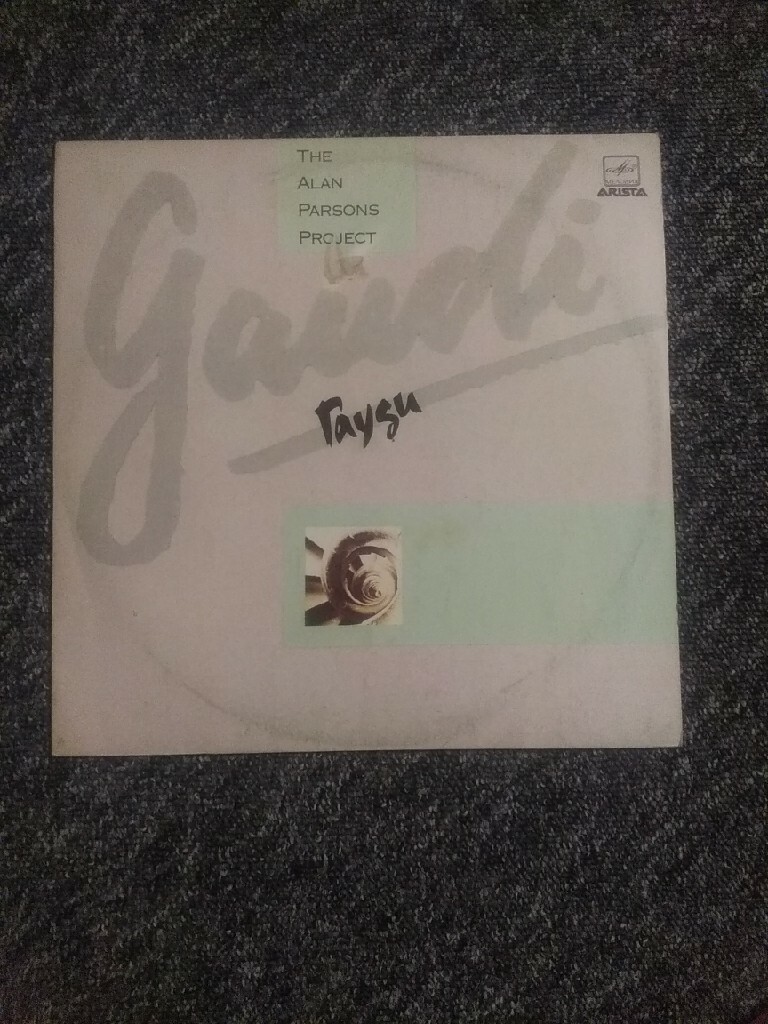 THE
ALAN
PARSONS
PROJECT
ARISTA
gaudi
гауди